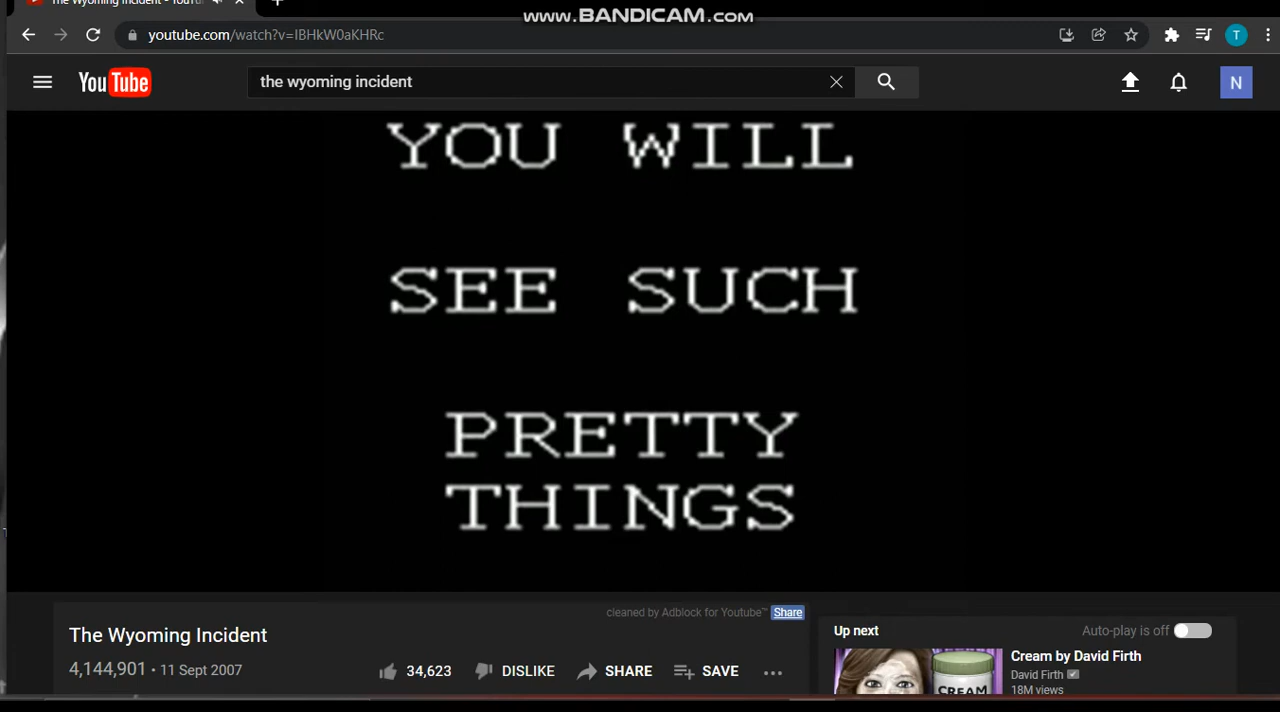 www.BANDICAM.com
The Wyoming Incident - YouTu
youtube.com/watch?v=IBHkW0aKHRc
T
YouTube
the wyoming incident
N
YOU WILL
SEE SUCH
PRETTY
THINGS
cleaned by Adblock for Youtube™ Share
The Wyoming Incident
4,144,901 • 11 Sept 2007
34,623 DISLIKE SHARE SAVE
Up next
Auto-play is off
CREAM
Cream by David Firth
David Firth
18M views